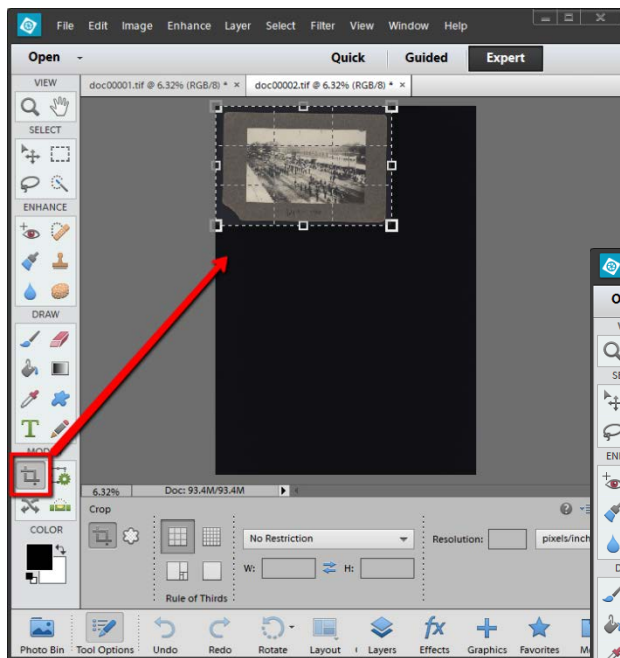 File Edit Image Enhance Layer Select Filter View Window Help
Open Quick Guided Expert
VIEW doc00001.tif @ 6.32% (RGB/8) * × doc00002.tif @ 6.32% (RGB/8) * ×
SELECT
ENHANCE
DRAW
T
COLOR
6.32% Doc: 93.4M/93.4M
Crop
No Restriction Resolution: pixels/inch
W: H:
Rule of Thirds
Photo Bin Tool Options Undo Redo Rotate Layout Layers Effects Graphics Favorites
fx